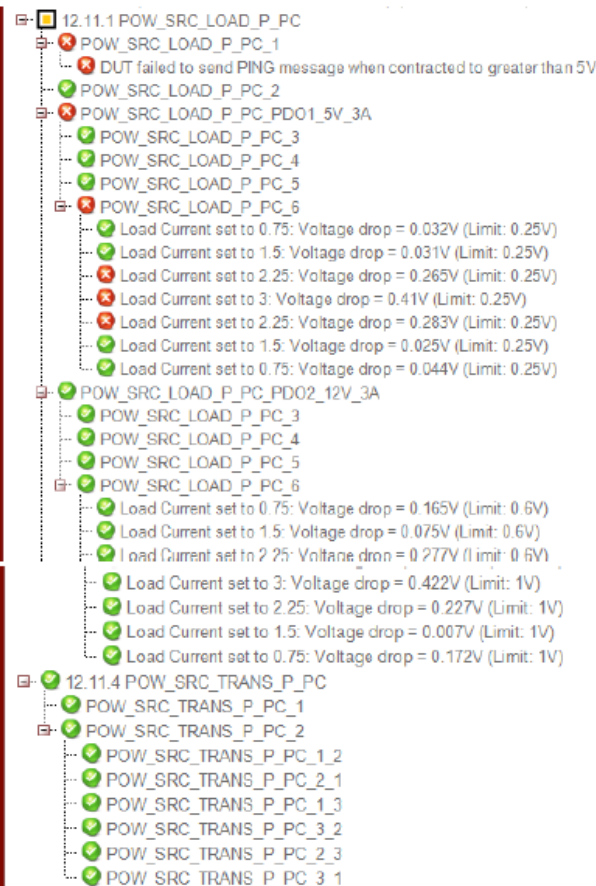 12.11.1 POW_SRC_LOAD_P_PC
POW_SRC_LOAD_P_PC_1
DUT failed to send PING message when contracted to greater than 5V
POW_SRC_LOAD_P_PC_2
POW_SRC_LOAD_P_PC_PDO1_5V_3A
POW_SRC_LOAD_P_PC_3
POW_SRC_LOAD_P_PC_4
POW_SRC_LOAD_P_PC_5
POW_SRC_LOAD_P_PC_6
Load Current set to 0.75: Voltage drop = 0.032V (Limit: 0.25V)
Load Current set to 1.5: Voltage drop = 0.031V (Limit: 0.25V)
Load Current set to 2.25: Voltage drop = 0.265V (Limit: 0.25V)
Load Current set to 3: Voltage drop = 0.41V (Limit: 0.25V)
Load Current set to 2.25: Voltage drop = 0.283V (Limit: 0.25V)
Load Current set to 1.5: Voltage drop = 0.025V (Limit: 0.25V)
Load Current set to 0.75: Voltage drop = 0.044V (Limit: 0.25V)
POW_SRC_LOAD_P_PC_PDO2_12V_3A
POW_SRC_LOAD_P_PC_3
POW_SRC_LOAD_P_PC_4
POW_SRC_LOAD_P_PC_5
POW_SRC_LOAD_P_PC_6
Load Current set to 0.75: Voltage drop = 0.165V (Limit: 0.6V)
Load Current set to 1.5: Voltage drop = 0.075V (Limit: 0.6V)
Load Current set to 2.25: Voltage drop = 0.277V (Limit: 0.6V)
Load Current set to 3: Voltage drop = 0.422V (Limit: 1V)
Load Current set to 2.25: Voltage drop = 0.227V (Limit: 1V)
Load Current set to 1.5: Voltage drop = 0.007V (Limit: 1V)
Load Current set to 0.75: Voltage drop = 0.172V (Limit: 1V)
12.11.4 POW_SRC_TRANS_P_PC
POW_SRC_TRANS_P_PC_1
POW_SRC_TRANS_P_PC_2
POW_SRC_TRANS_P_PC_1_2
POW_SRC_TRANS_P_PC_2_1
POW_SRC_TRANS_P_PC_1_3
POW_SRC_TRANS_P_PC_3_2
POW_SRC_TRANS_P_PC_2_3
POW_SRC_TRANS_P_PC_3_1